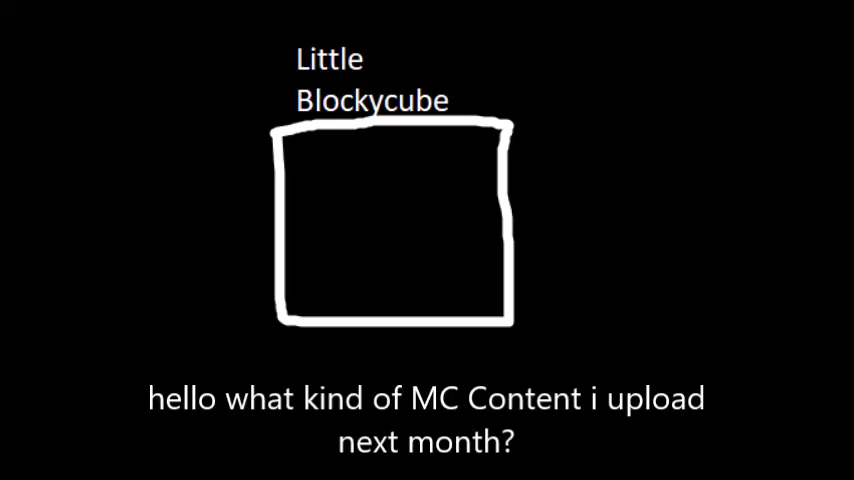 Little
Blockycube
hello what kind of MC Content i upload
next month?